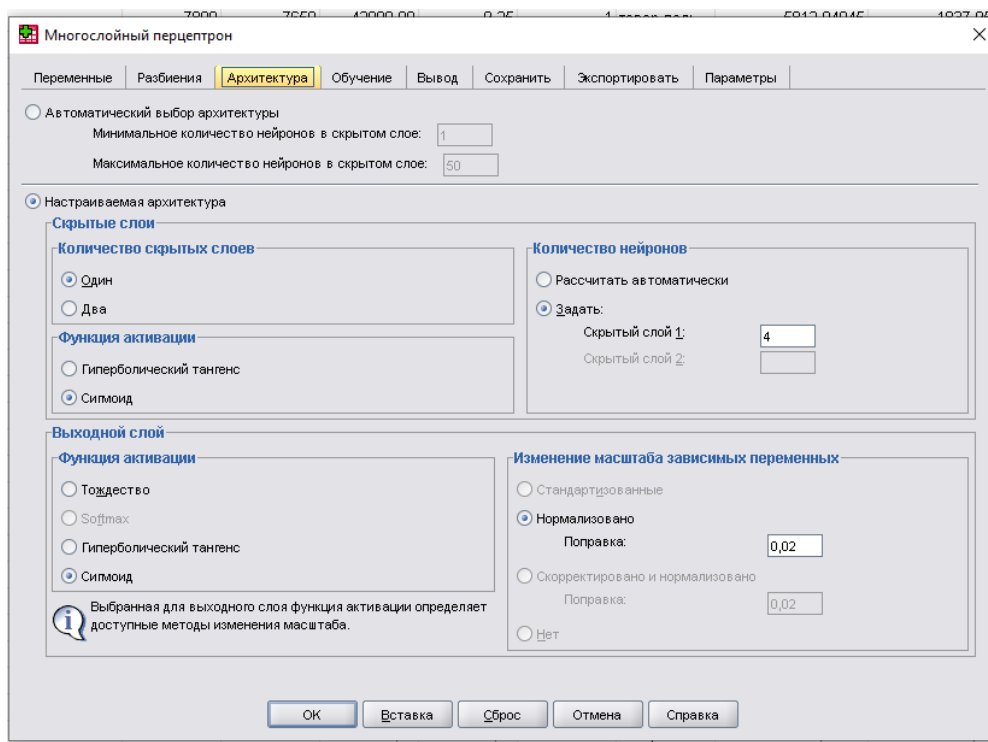 Многослойный перцептрон
Переменные Разбиения Архитектура Обучение Вывод Сохранить Экспортировать Параметры
Автоматический выбор архитектуры
Минимальное количество нейронов в скрытом слое: 1
Максимальное количество нейронов в скрытом слое: 50
Настраиваемая архитектура
Скрытые слои
Количество скрытых слоев
Один
Два
Функция активации
Гиперболический тангенс
Сигмоид
Количество нейронов
Рассчитать автоматически
Задать:
Скрытый слой 1: 4
Скрытый слой 2:
Выходной слой
Функция активации
Тождество
Softmax
Гиперболический тангенс
Сигмоид
Выбранная для выходного слоя функция активации определяет
доступные методы изменения масштаба.
Изменение масштаба зависимых переменных
Стандартизованные
Нормализовано
Поправка: 0,02
Скорректировано и нормализовано
Поправка: 0,02
Нет
OK Вставка Сброс Отмена Справка